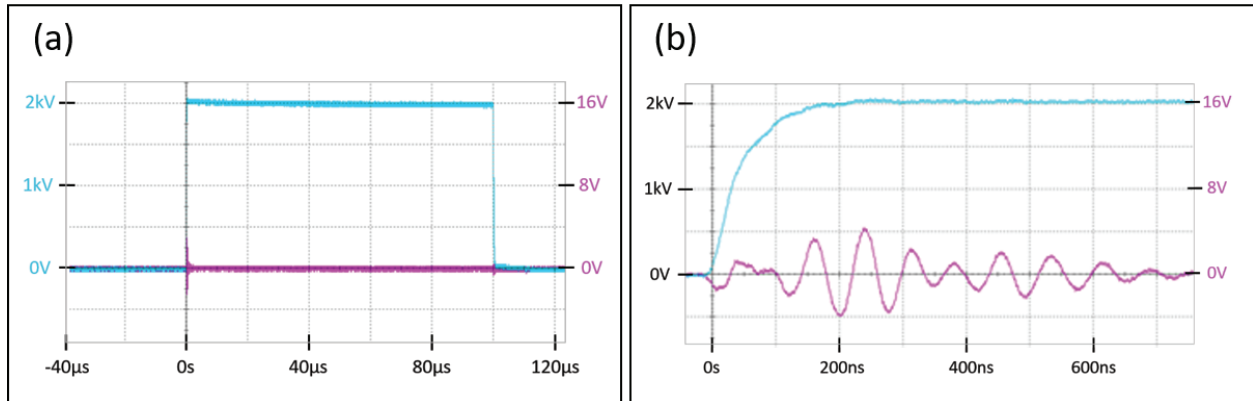 (a)
2kV
16V
1kV
8V
0V
0V
-40µs
0s
40µs
80µs
120µs
(b)
2kV
16V
1kV
8V
0V
0V
0s
200ns
400ns
600ns